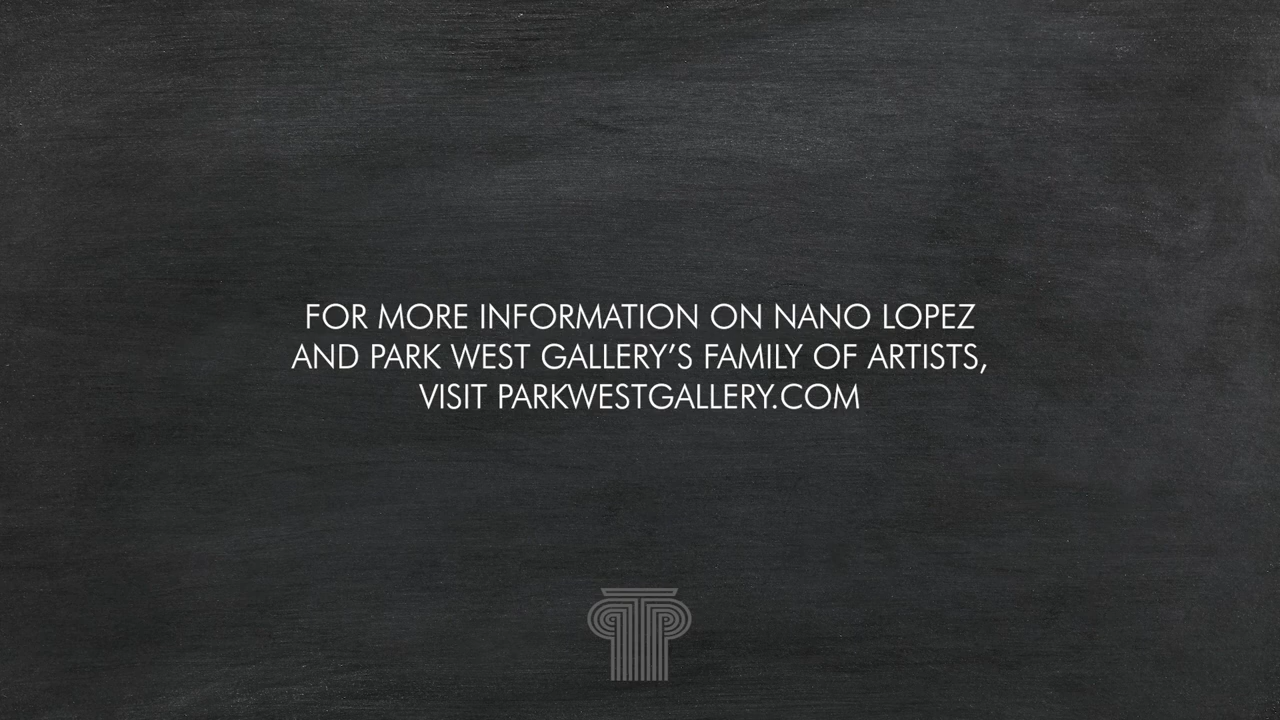 FOR MORE INFORMATION ON NANO LOPEZ
AND PARK WEST GALLERY’S FAMILY OF ARTISTS,
VISIT PARKWESTGALLERY.COM